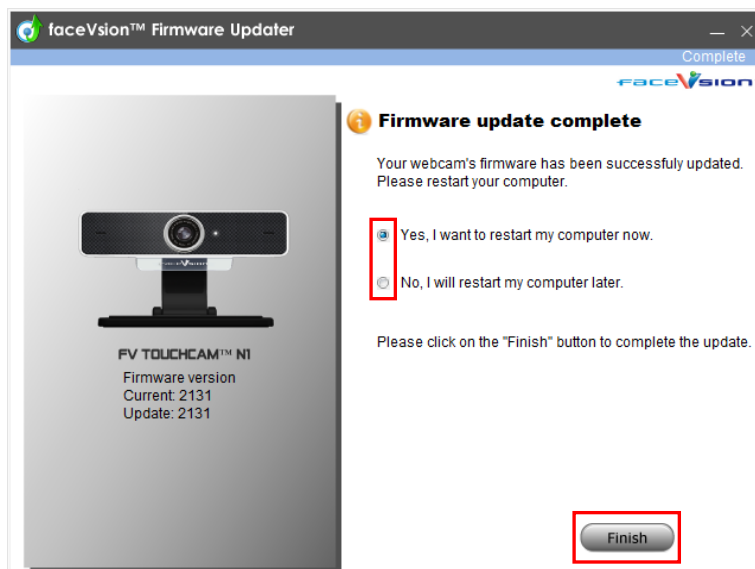 faceVsion™ Firmware Updater
Complete
faceVsion
Firmware update complete
Your webcam's firmware has been successfuly updated.
Please restart your computer.
Yes, I want to restart my computer now.
No, I will restart my computer later.
Please click on the "Finish" button to complete the update.
FV TOUCHCAM™ N1
Firmware version
Current: 2131
Update: 2131
Finish